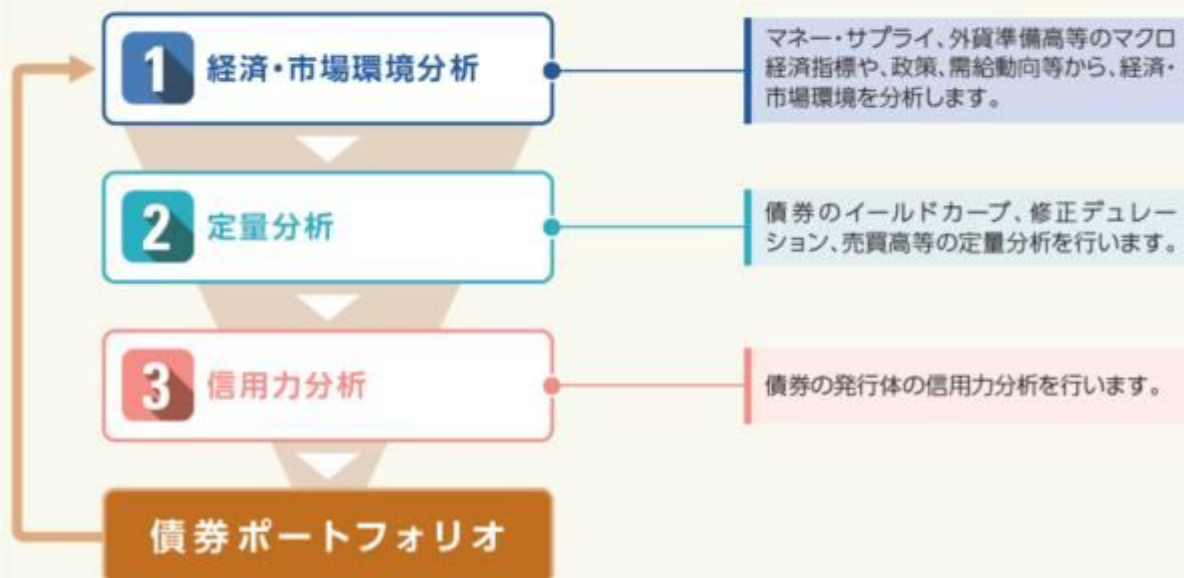 1 経済・市場環境分析
マネー・サプライ、外貨準備高等のマクロ
経済指標や、政策、需給動向等から、経済・
市場環境を分析します。
2 定量分析
債券のイールドカーブ、修正デュレー
ション、売買高等の定量分析を行います。
3 信用力分析
債券の発行体の信用力分析を行います。
債券ポートフォリオ